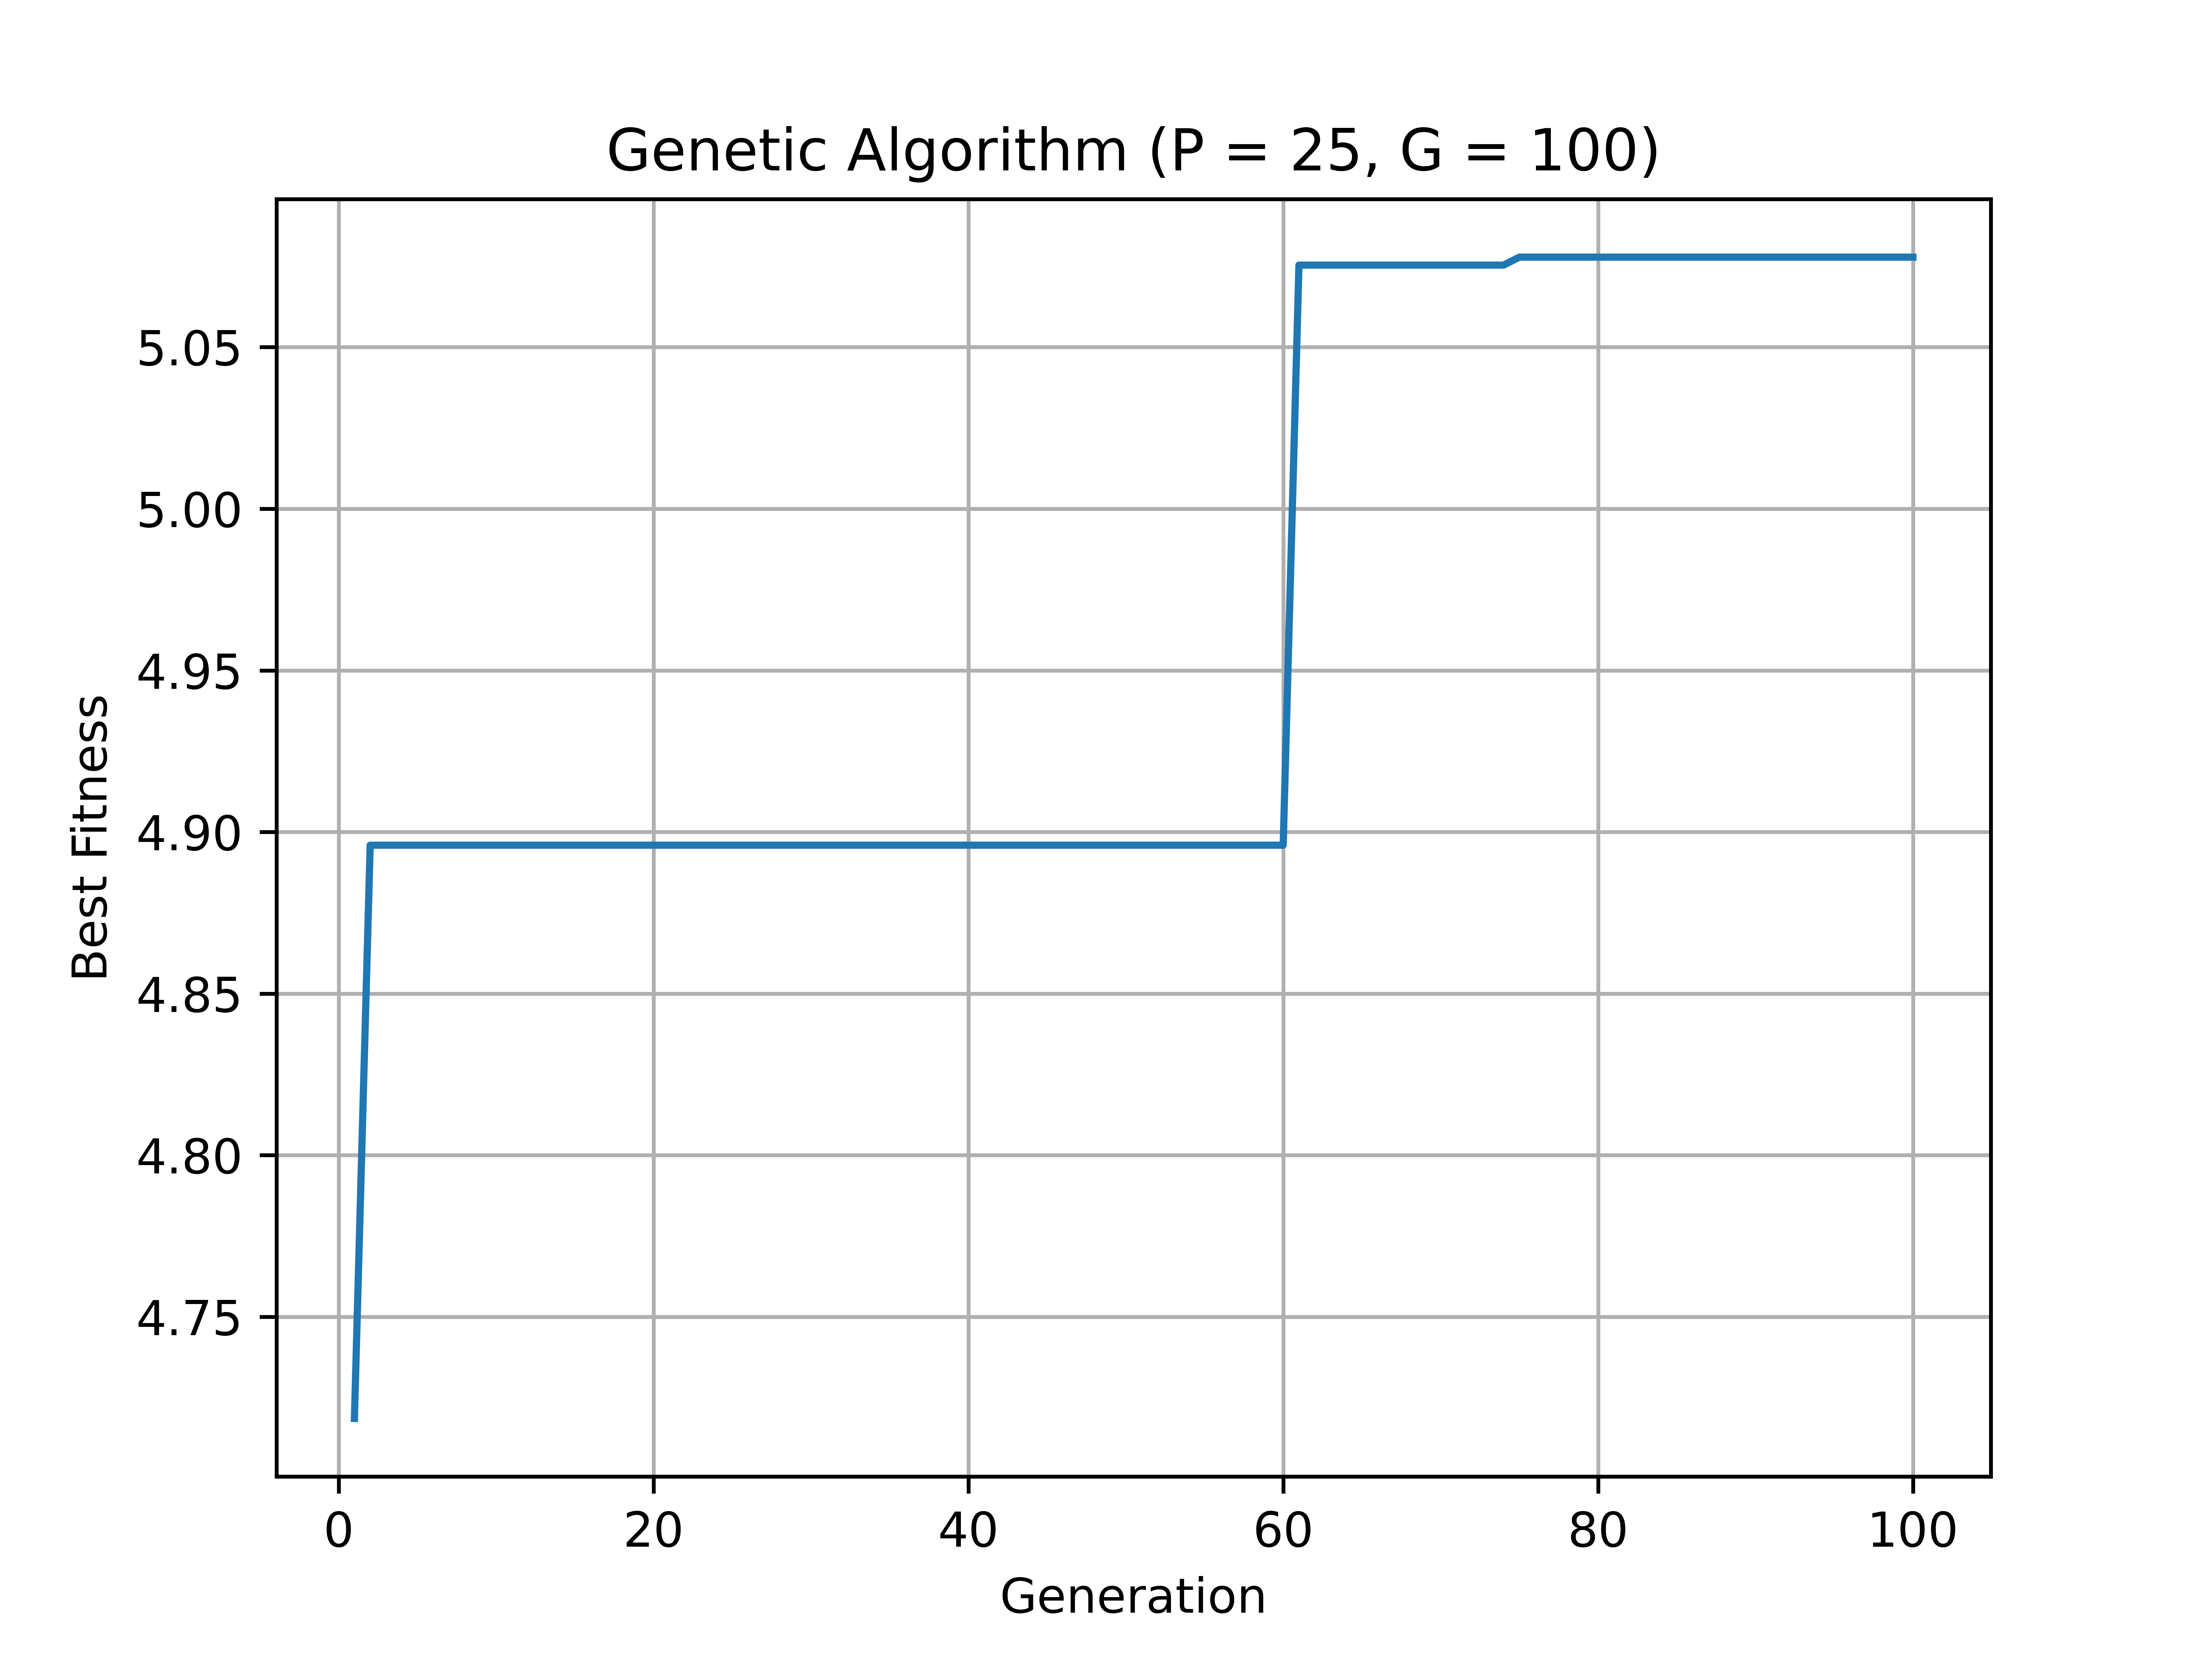 Genetic Algorithm (P = 25, G = 100)
5.05
5.00
4.95
4.90
4.85
4.80
4.75
Best Fitness
0 20 40 60 80 100
Generation